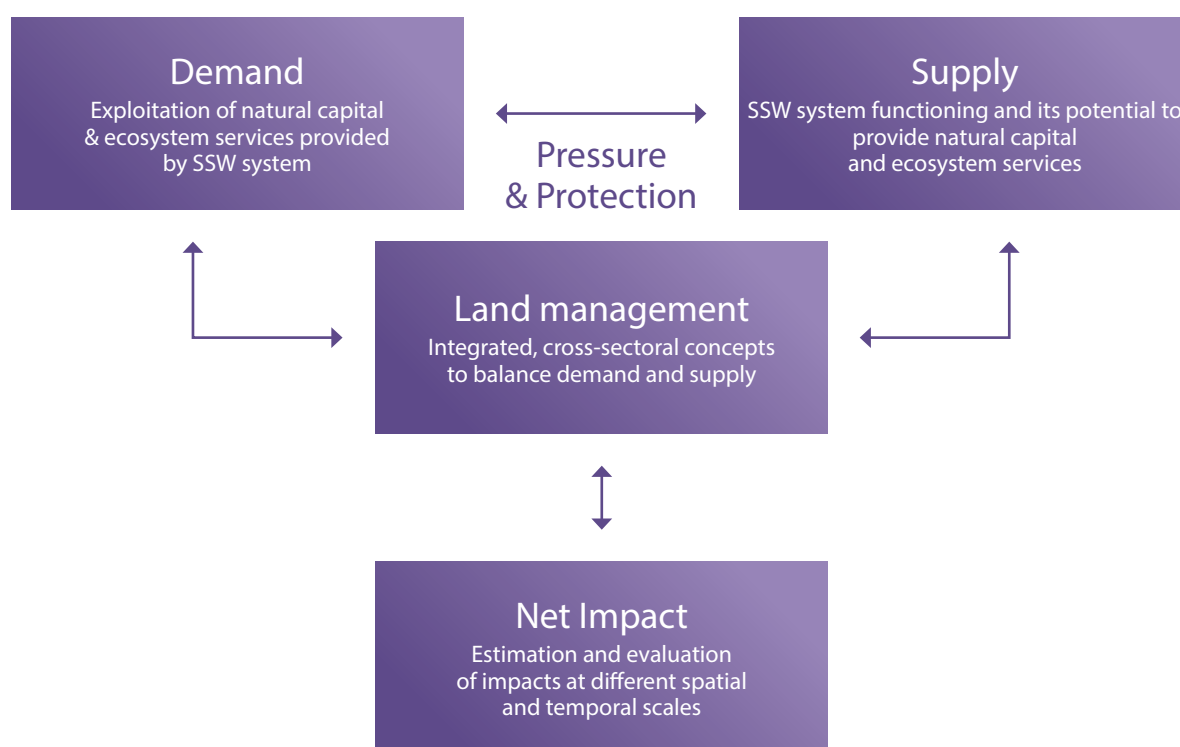 Demand
Exploitation of natural capital
& ecosystem services provided
by SSW system
Pressure
& Protection
Supply
SSW system functioning and its potential to
provide natural capital
and ecosystem services
Land management
Integrated, cross-sectoral concepts
to balance demand and supply
Net Impact
Estimation and evaluation
of impacts at different spatial
and temporal scales